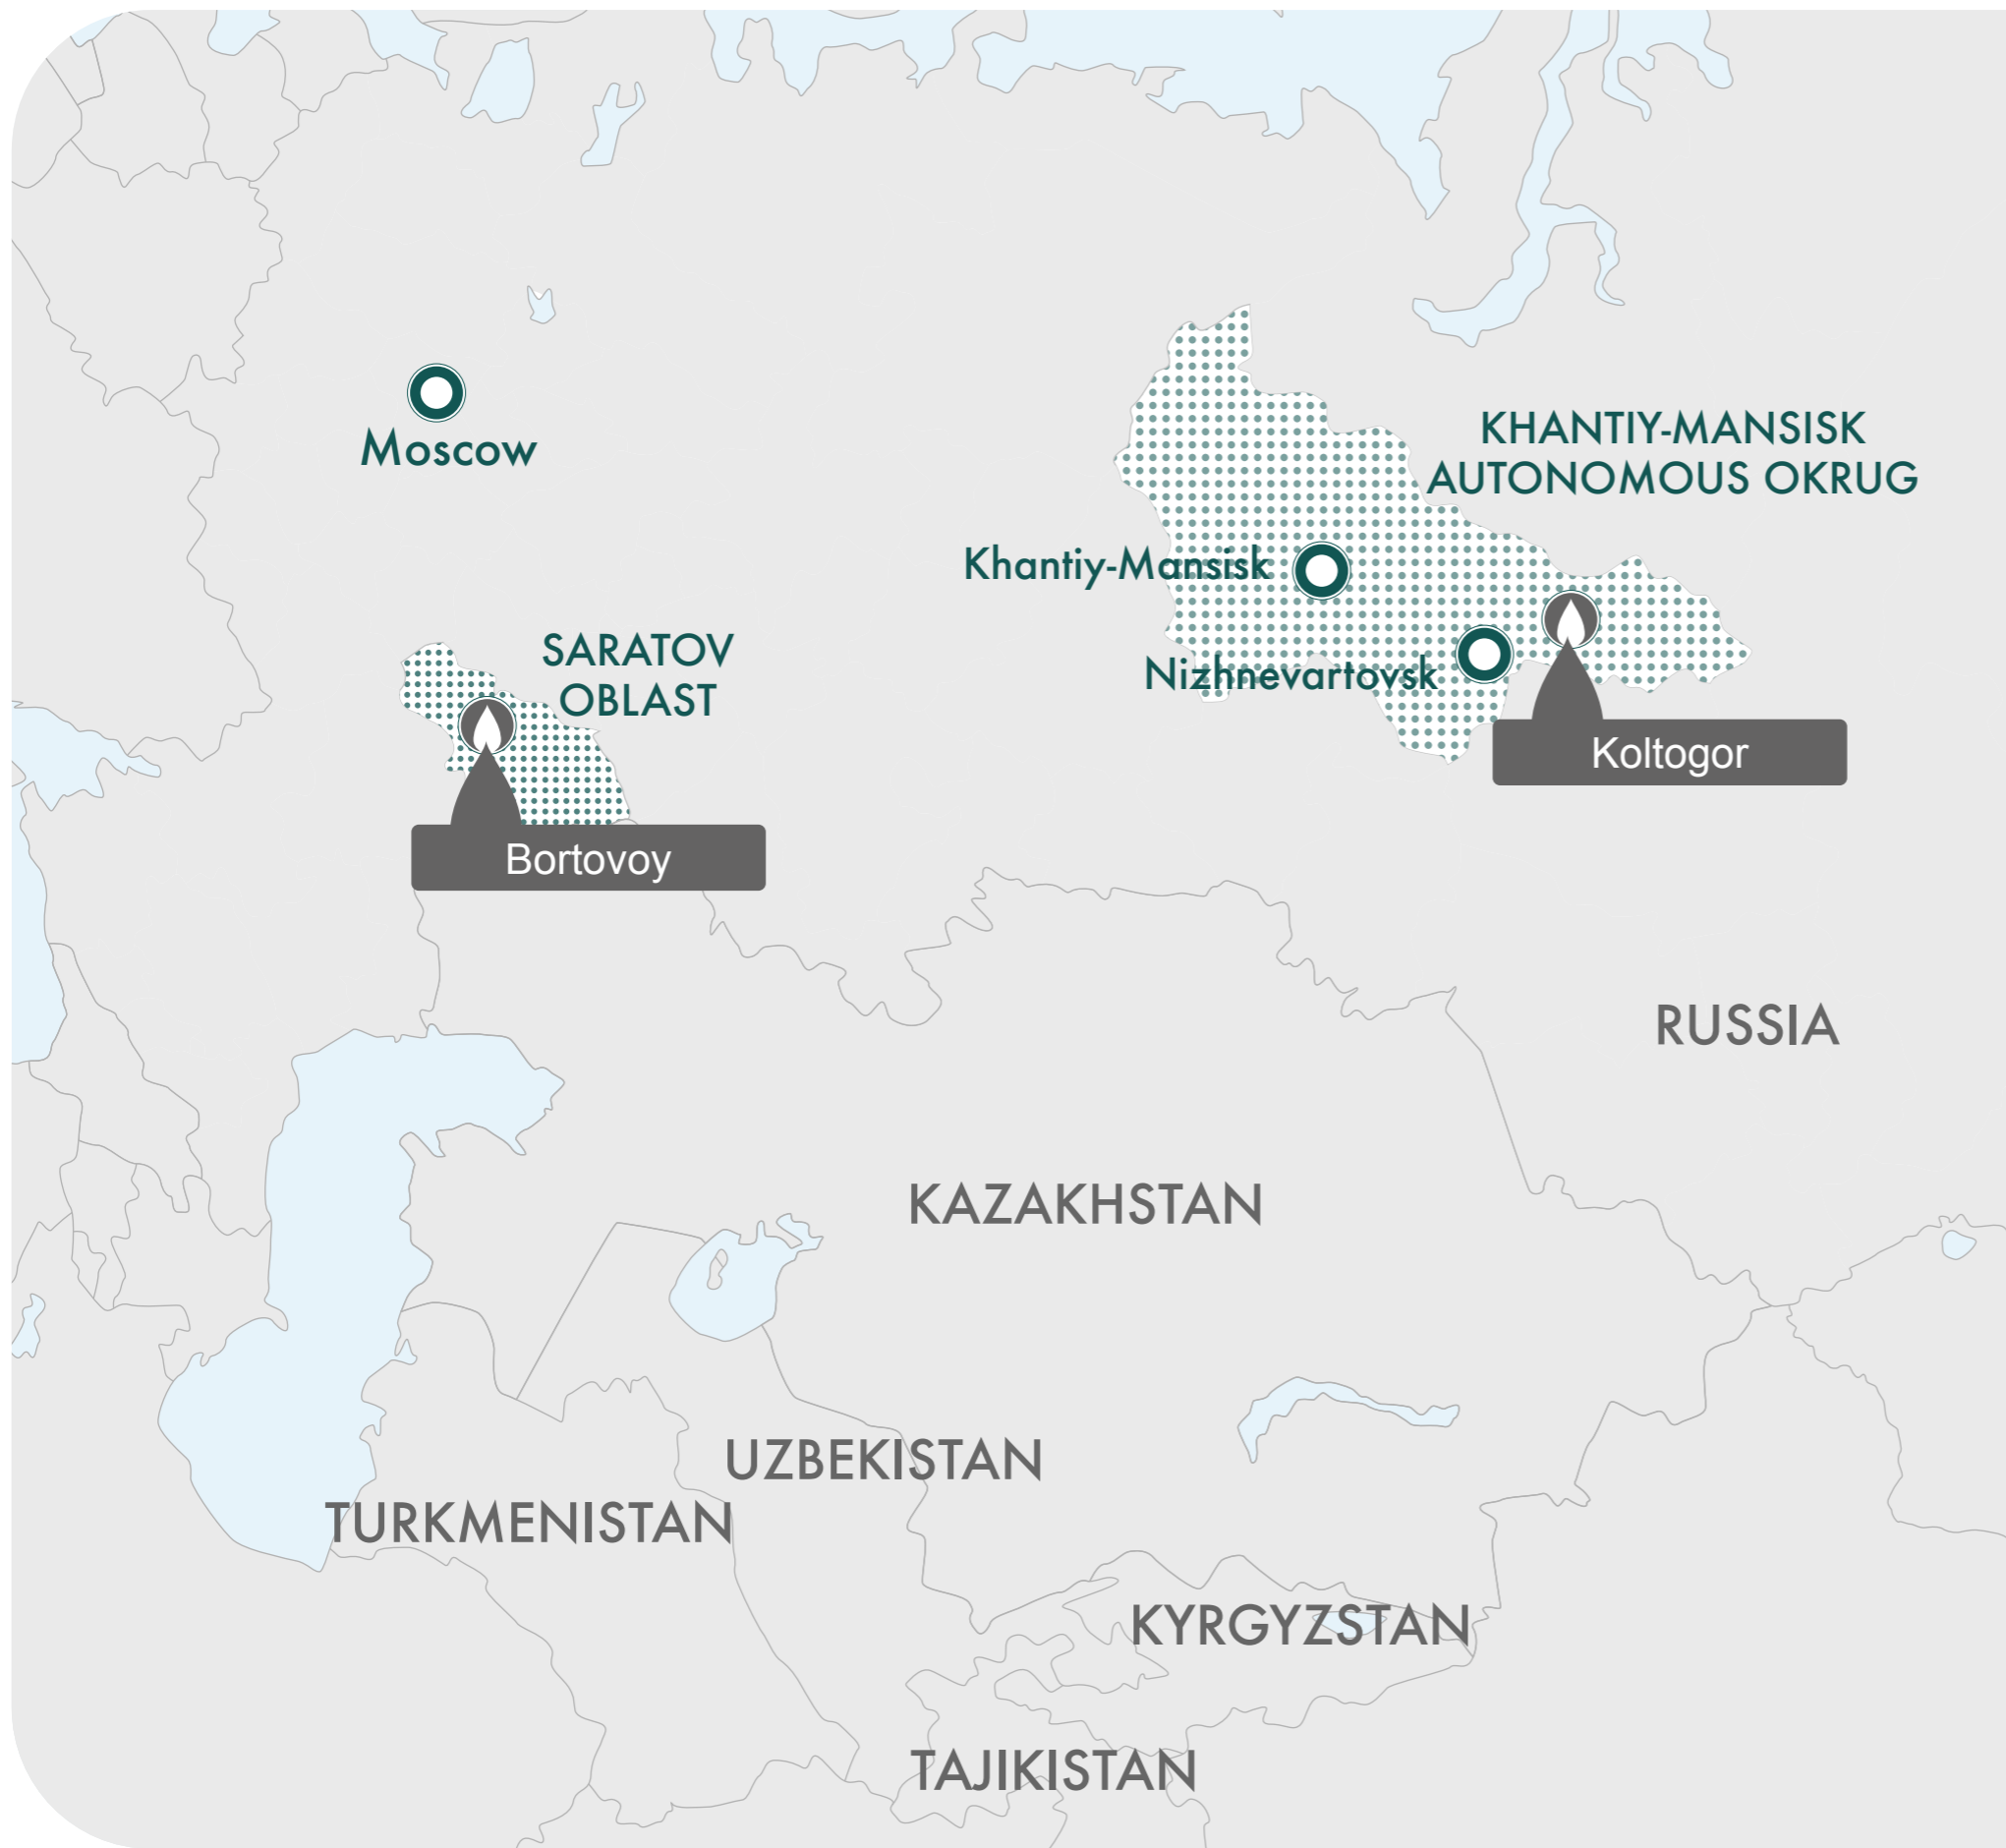 Moscow
KHANTIY-MANSISK
AUTONOMOUS OKRUG
Khantiy-Mansisk
Nizhnevartovsk
SARATOV
OBLAST
Koltogor
Bortovoy
RUSSIA
KAZAKHSTAN
UZBEKISTAN
TURKMENISTAN
KYRGYZSTAN
TAJIKISTAN